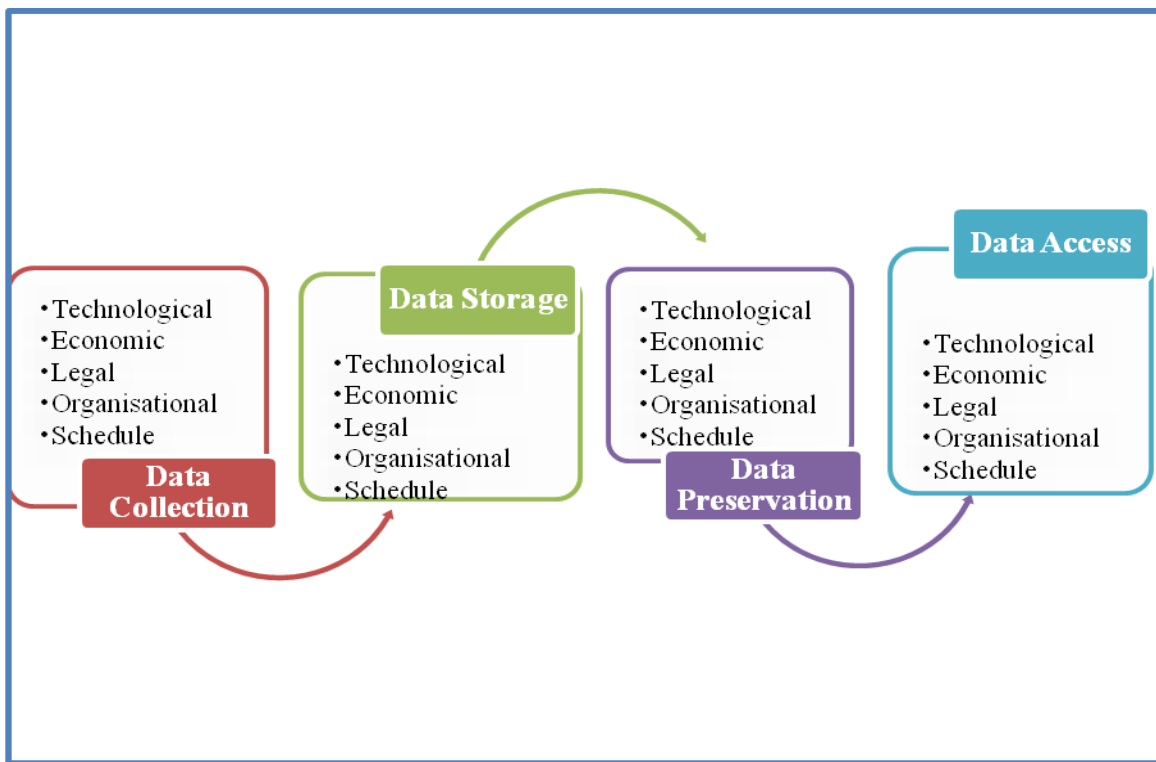 •Technological
•Economic
•Legal
•Organisational
•Schedule
Data
Collection
Data Storage
•Technological
•Economic
•Legal
•Organisational
•Schedule
•Technological
•Economic
•Legal
•Organisational
•Schedule
Data
Preservation
Data Access
•Technological
•Economic
•Legal
•Organisational
•Schedule